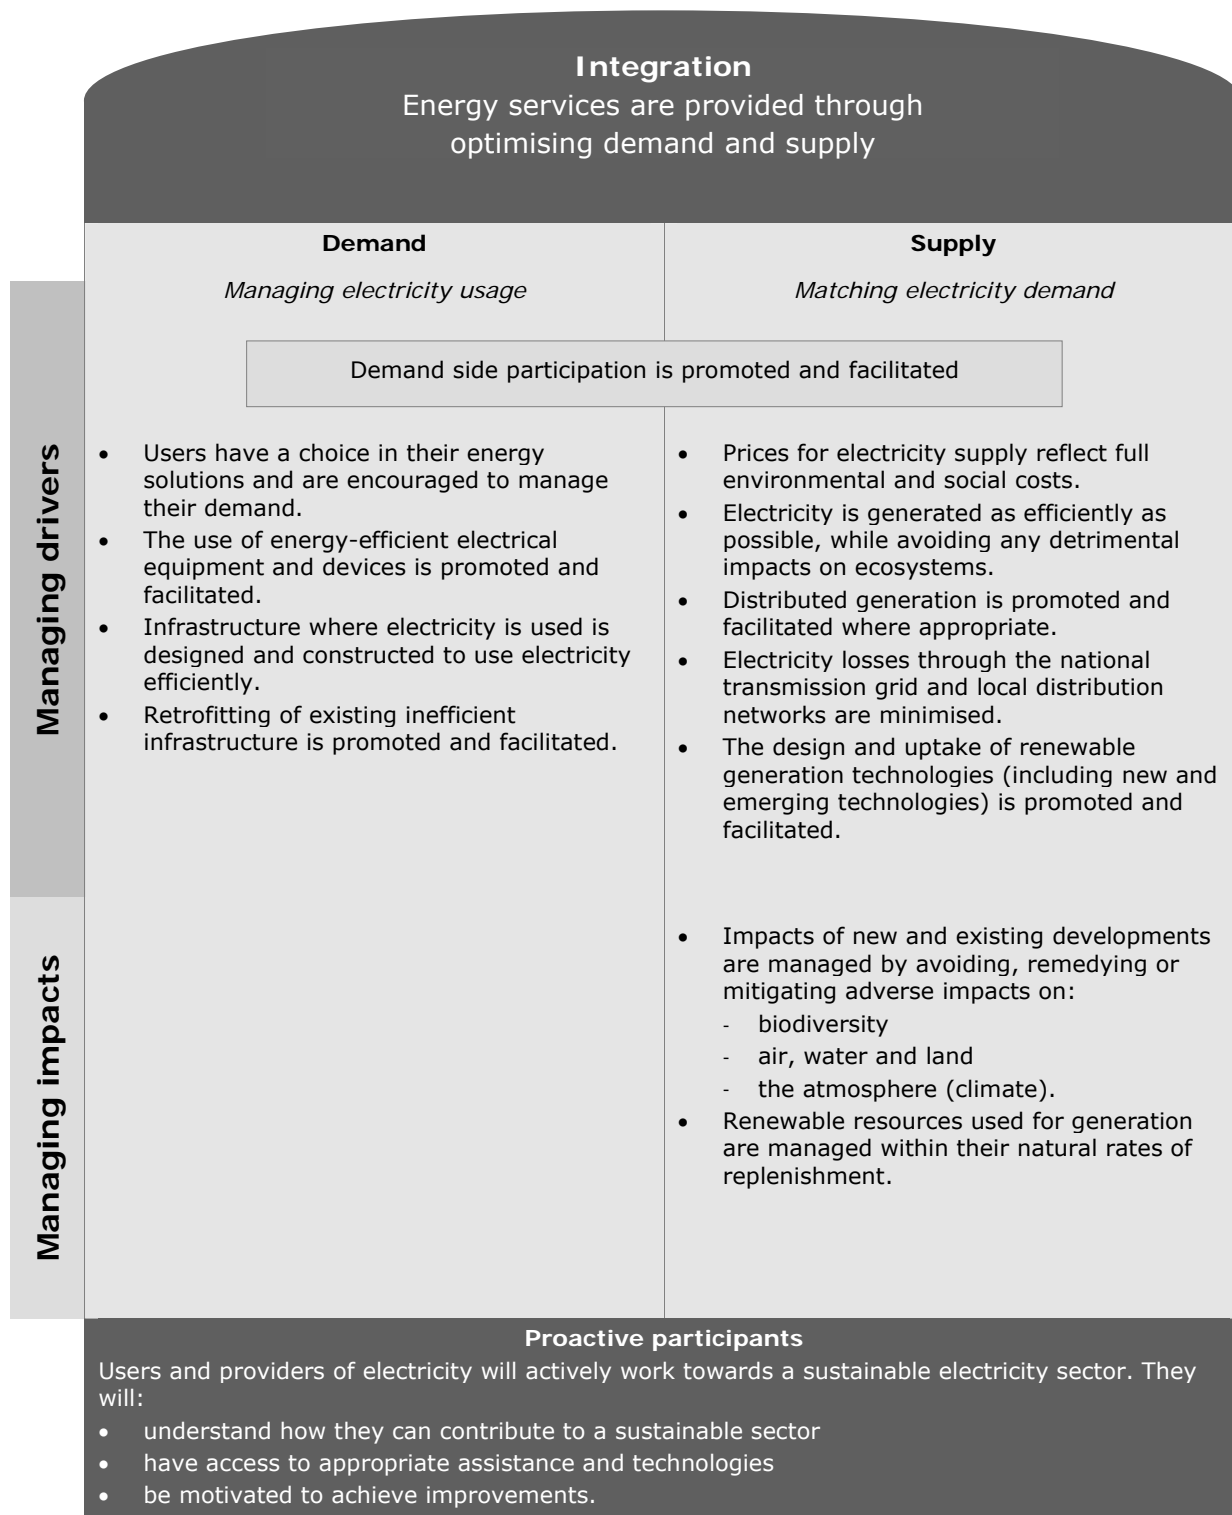 Integration
Energy services are provided through
optimising demand and supply
Demand
Managing electricity usage
Supply
Matching electricity demand
Demand side participation is promoted and facilitated
Managing drivers
• Users have a choice in their energy
solutions and are encouraged to manage
their demand.
• The use of energy-efficient electrical
equipment and devices is promoted and
facilitated.
• Infrastructure where electricity is used is
designed and constructed to use electricity
efficiently.
• Retrofitting of existing inefficient
infrastructure is promoted and facilitated.
• Prices for electricity supply reflect full
environmental and social costs.
• Electricity is generated as efficiently as
possible, while avoiding any detrimental
impacts on ecosystems.
• Distributed generation is promoted and
facilitated where appropriate.
• Electricity losses through the national
transmission grid and local distribution
networks are minimised.
• The design and uptake of renewable
generation technologies (including new and
emerging technologies) is promoted and
facilitated.
Managing impacts
• Impacts of new and existing developments
are managed by avoiding, remedying or
mitigating adverse impacts on:
- biodiversity
- air, water and land
- the atmosphere (climate).
• Renewable resources used for generation
are managed within their natural rates of
replenishment.
Proactive participants
Users and providers of electricity will actively work towards a sustainable electricity sector. They
will:
• understand how they can contribute to a sustainable sector
• have access to appropriate assistance and technologies
• be motivated to achieve improvements.